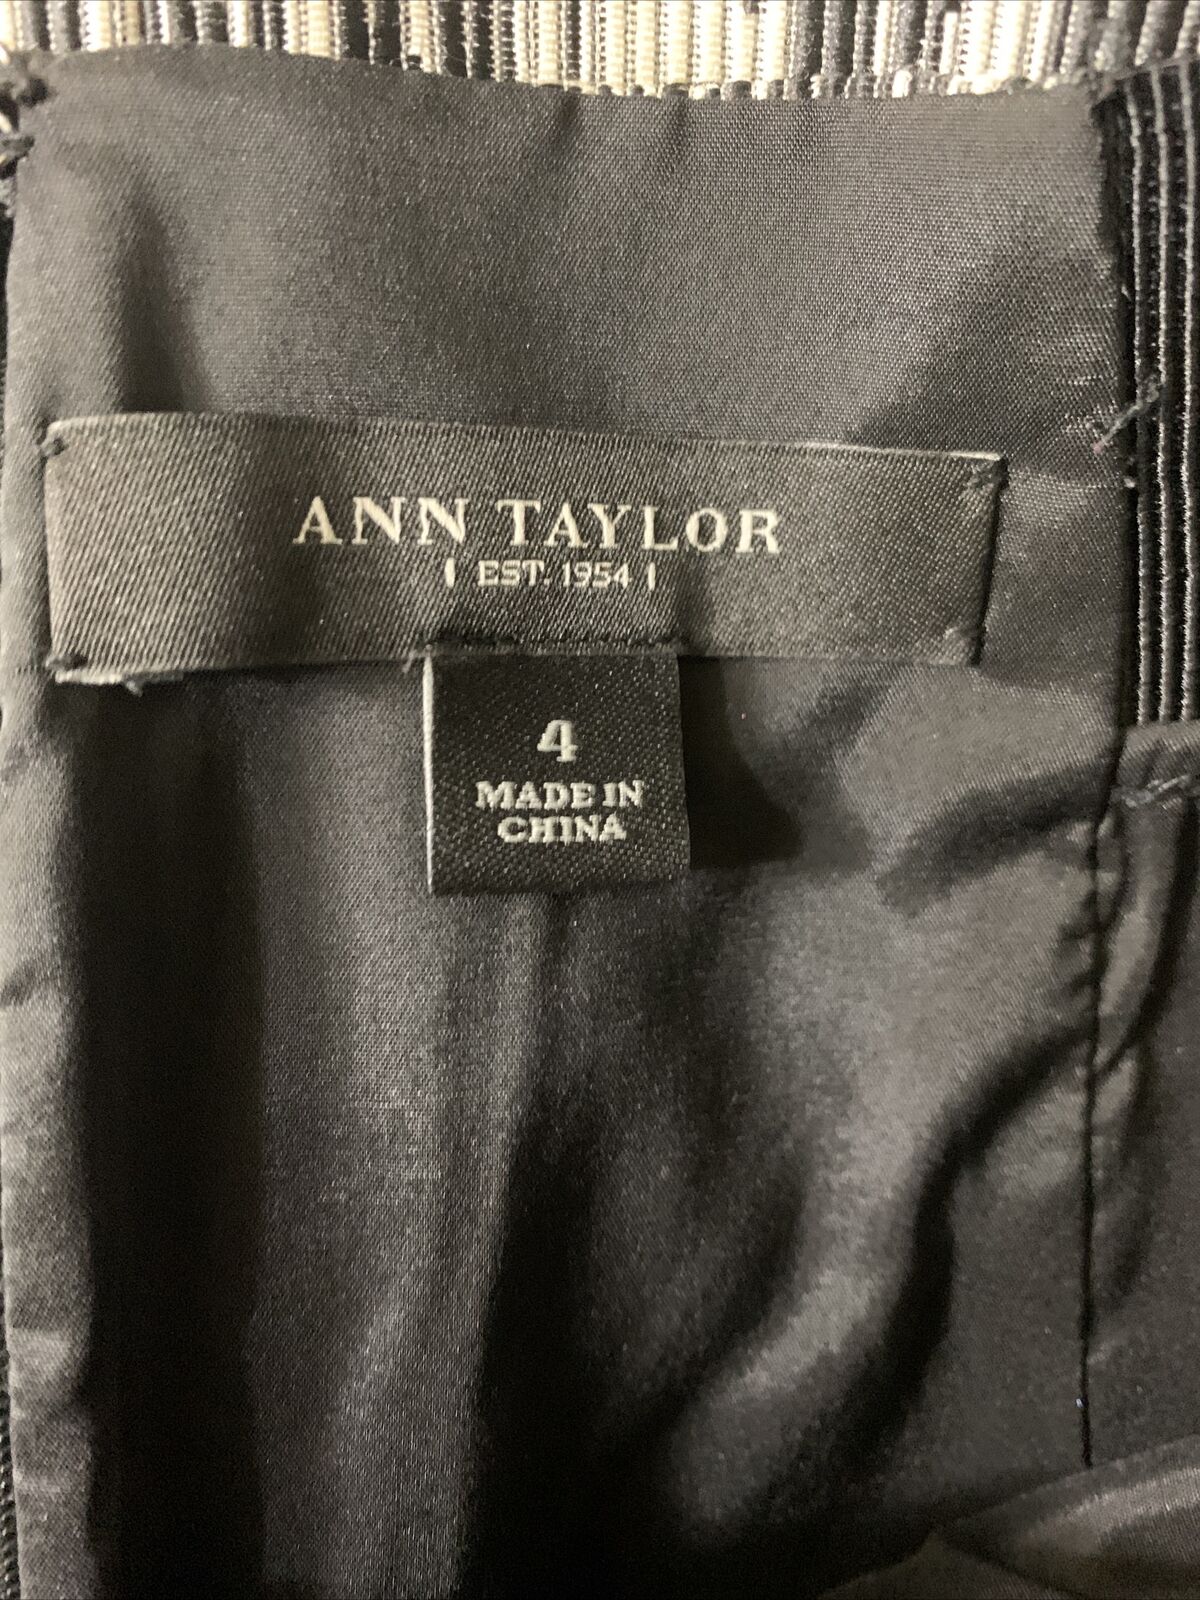 ANN TAYLOR
| EST. 1954 |
4
MADE IN
CHINA